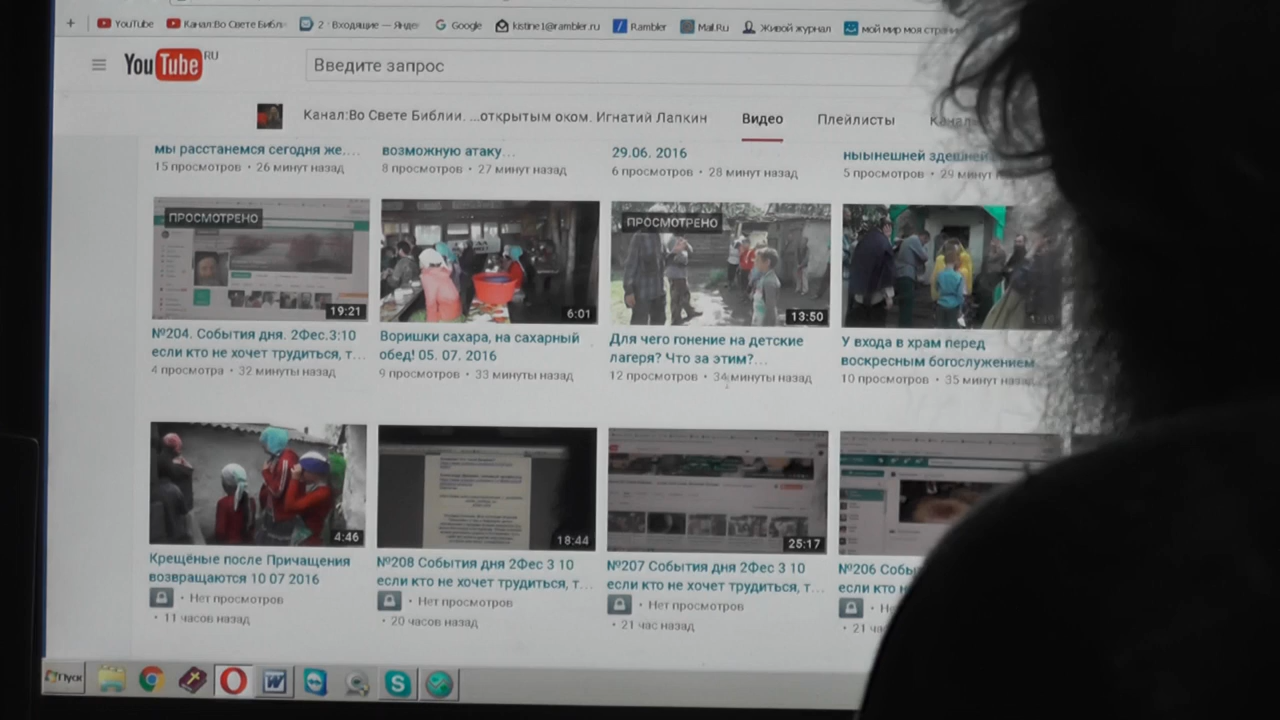 + YouTube Канал:Во Свете Библи 2 · Входящие — Янде Google kistine1@rambler.ru Rambler Mail.Ru Живой журнал мой мир моя стран
YouTube RU
Введите запрос
Канал:Во Свете Библии. ...открытым оком. Игнатий Лапкин Видео Плейлисты Канал
мы расстанемся сегодня же....
15 просмотров • 26 минут назад
возможную атаку...
8 просмотров • 27 минут назад
29.06. 2016
6 просмотров • 28 минут назад
ныынешней здешней
5 просмотров • 29 минут н
ПРОСМОТРЕНО
19:21
№204. События дня. 2Фес.3:10
если кто не хочет трудиться, т...
4 просмотра • 32 минуты назад
6:01
Воришки сахара, на сахарный
обед! 05. 07. 2016
9 просмотров • 33 минуты назад
ПРОСМОТРЕНО
13:50
Для чего гонение на детские
лагеря? Что за этим?...
12 просмотров • 34 минуты назад
У входа в храм перед
воскресным богослужением
10 просмотров • 35 минут назад
4:46
Крещёные после Причащения
возвращаются 10 07 2016
• Нет просмотров
• 11 часов назад
18:44
№208 События дня 2Фес 3 10
если кто не хочет трудиться, т...
• Нет просмотров
• 20 часов назад
25:17
№207 События дня 2Фес 3 10
если кто не хочет трудиться, т...
• Нет просмотров
• 21 час назад
№206 Собы
если кто н
• Не
• 21 ча
Пуск